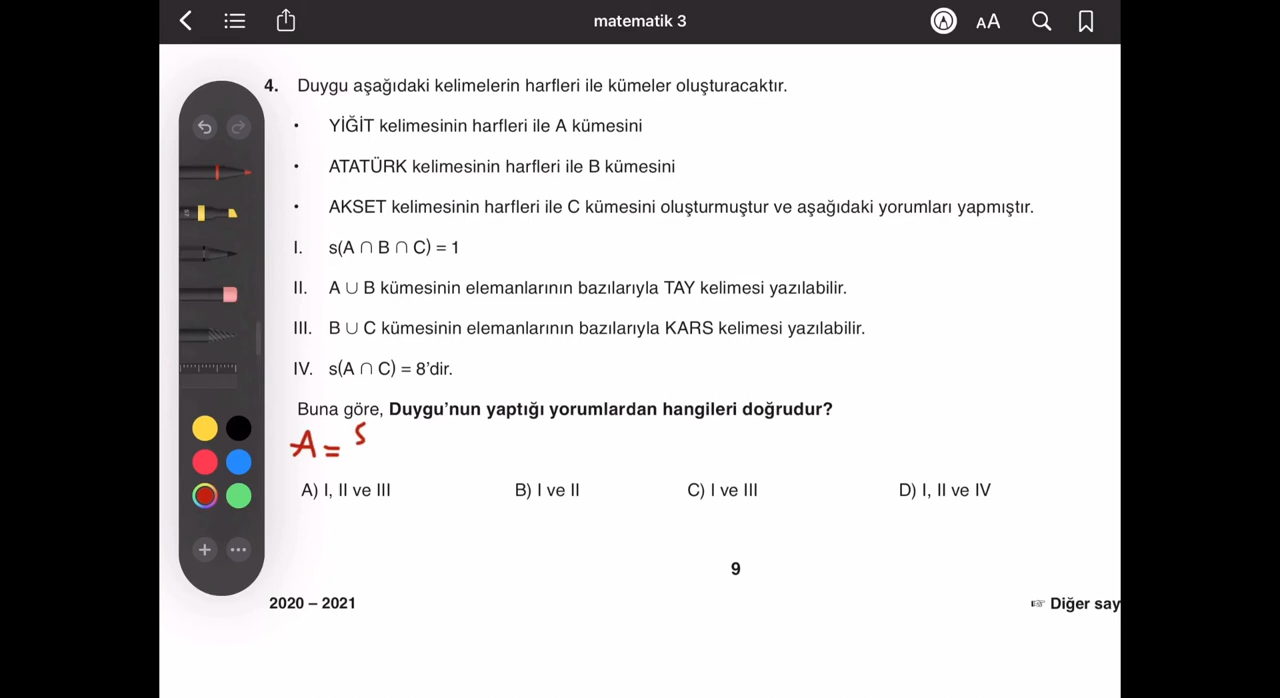 matematik 3
AA
4. Duygu aşağıdaki kelimelerin harfleri ile kümeler oluşturacaktır.
• YİĞİT kelimesinin harfleri ile A kümesini
• ATATÜRK kelimesinin harfleri ile B kümesini
• AKSET kelimesinin harfleri ile C kümesini oluşturmuştur ve aşağıdaki yorumları yapmıştır.
I. s(A ∩ B ∩ C) = 1
II. A ∪ B kümesinin elemanlarının bazılarıyla TAY kelimesi yazılabilir.
III. B ∪ C kümesinin elemanlarının bazılarıyla KARS kelimesi yazılabilir.
IV. s(A ∩ C) = 8’dir.
Buna göre, Duygu’nun yaptığı yorumlardan hangileri doğrudur?
A =
A) I, II ve III B) I ve II C) I ve III D) I, II ve IV
9
2020 – 2021 ☞ Diğer say